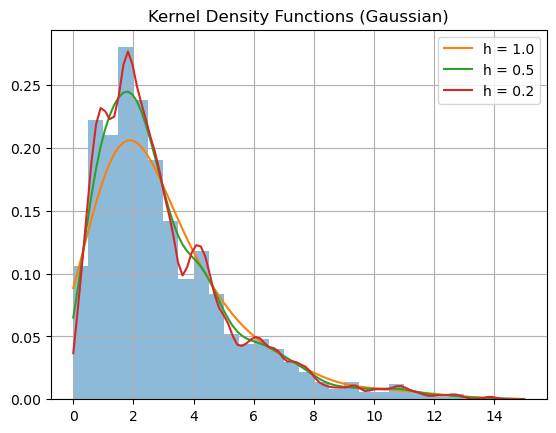 Kernel Density Functions (Gaussian)
h = 1.0
h = 0.5
h = 0.2
0.25
0.20
0.15
0.10
0.05
0.00
0 2 4 6 8 10 12 14